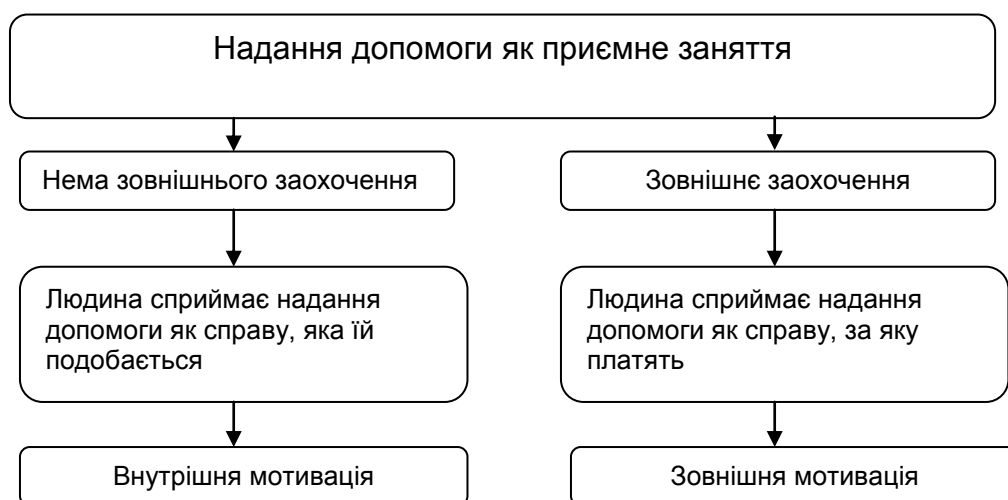 Надання допомоги як приємне заняття
Нема зовнішнього заохочення
Зовнішнє заохочення
Людина сприймає надання
допомоги як справу, яка їй
подобається
Людина сприймає надання
допомоги як справу, за яку
платять
Внутрішня мотивація
Зовнішня мотивація